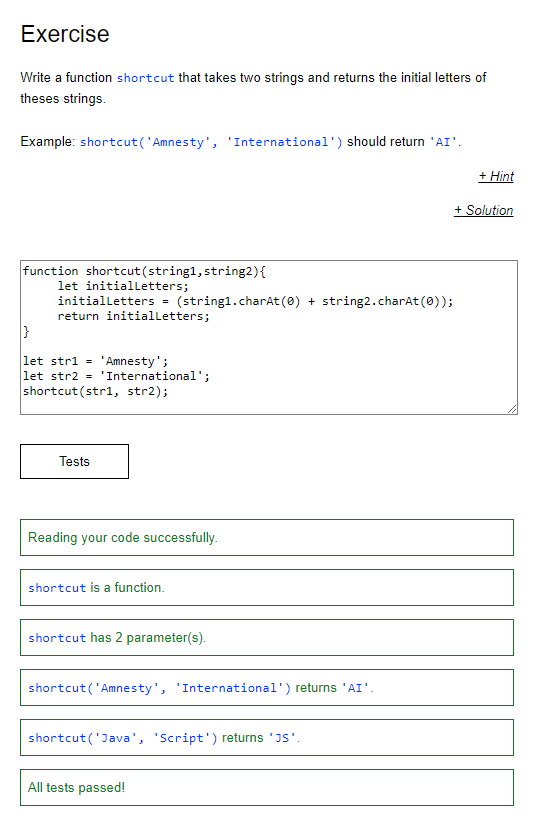 Exercise
Write a function shortcut that takes two strings and returns the initial letters of
theses strings.
Example: shortcut('Amnesty', 'International') should return 'AI'.
+ Hint
+ Solution
function shortcut(string1,string2){
     let initialLetters;
     initialLetters = (string1.charAt(0) + string2.charAt(0));
     return initialLetters;
}
let str1 = 'Amnesty';
let str2 = 'International';
shortcut(str1, str2);
Tests
Reading your code successfully.
shortcut is a function.
shortcut has 2 parameter(s).
shortcut('Amnesty', 'International') returns 'AI'.
shortcut('Java', 'Script') returns 'JS'.
All tests passed!